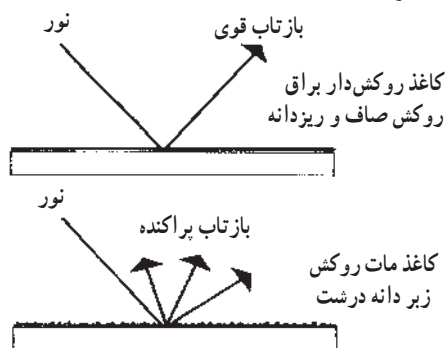 نور
بازتاب قوی
کاغذ روکش‌دار براق
روکش صاف و ریزدانه
نور
بازتاب پراکنده
کاغذ مات روکش
زبر دانه درشت